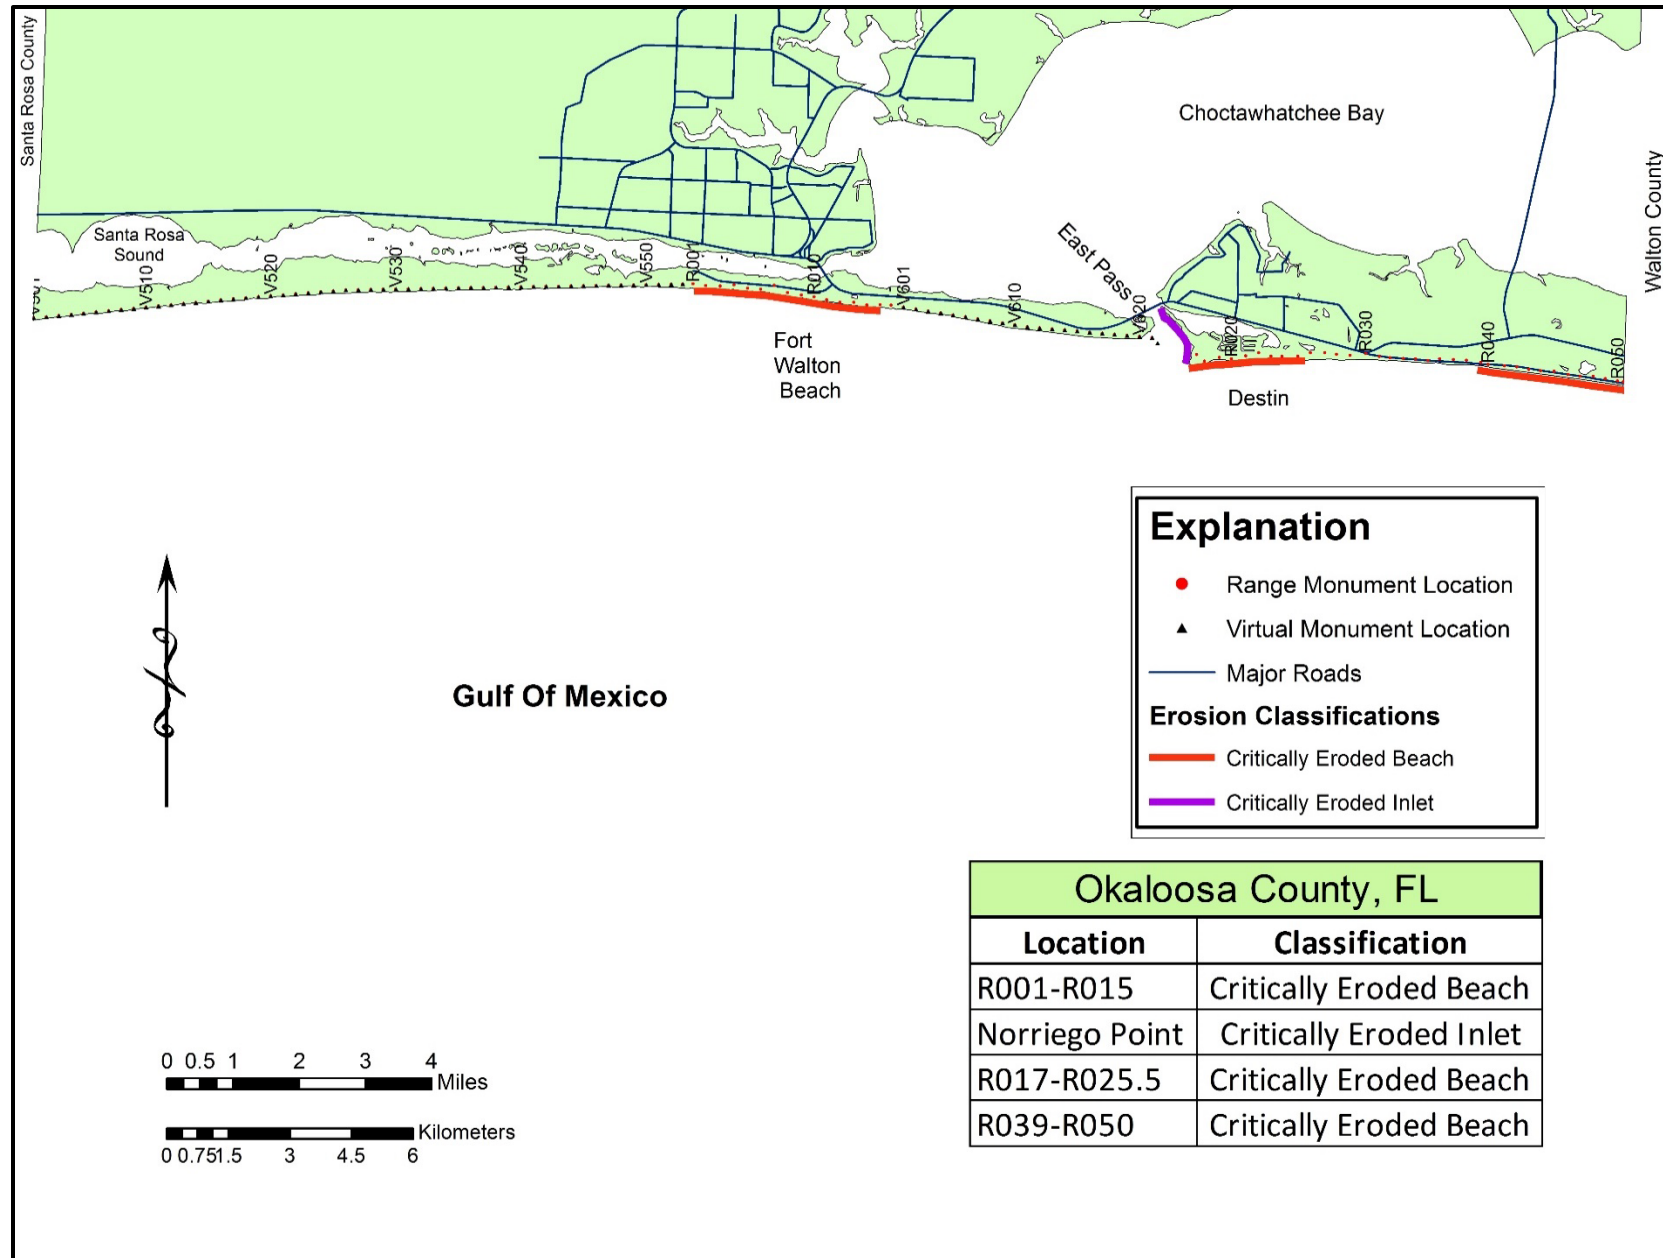 Santa Rosa County
Choctawhatchee Bay
Walton County
Santa Rosa
Sound
East Pass
V510
V520
V530
V540
V550
R001
R010
V601
V610
V620
R020
R030
R040
R050
Fort
Walton
Beach
Destin
Gulf Of Mexico
Explanation
Range Monument Location
Virtual Monument Location
Major Roads
Erosion Classifications
Critically Eroded Beach
Critically Eroded Inlet
Okaloosa County, FL
Location Classification
R001-R015 Critically Eroded Beach
Norriego Point Critically Eroded Inlet
R017-R025.5 Critically Eroded Beach
R039-R050 Critically Eroded Beach
0 0.5 1 2 3 4
Miles
Kilometers
0 0.75 1.5 3 4.5 6